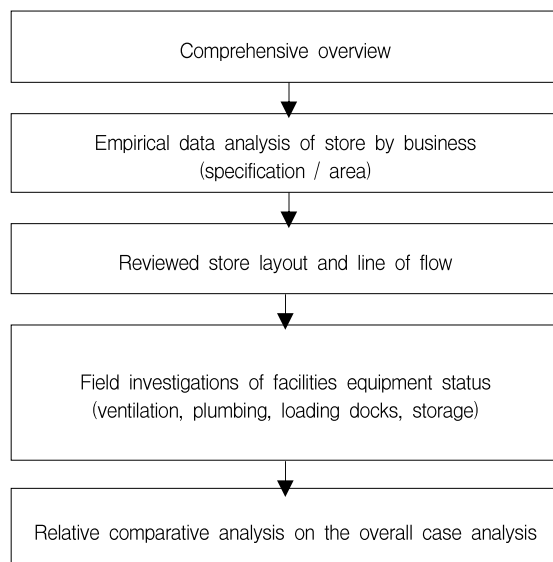 Comprehensive overview
Empirical data analysis of store by business
(specification / area)
Reviewed store layout and line of flow
Field investigations of facilities equipment status
(ventilation, plumbing, loading docks, storage)
Relative comparative analysis on the overall case analysis